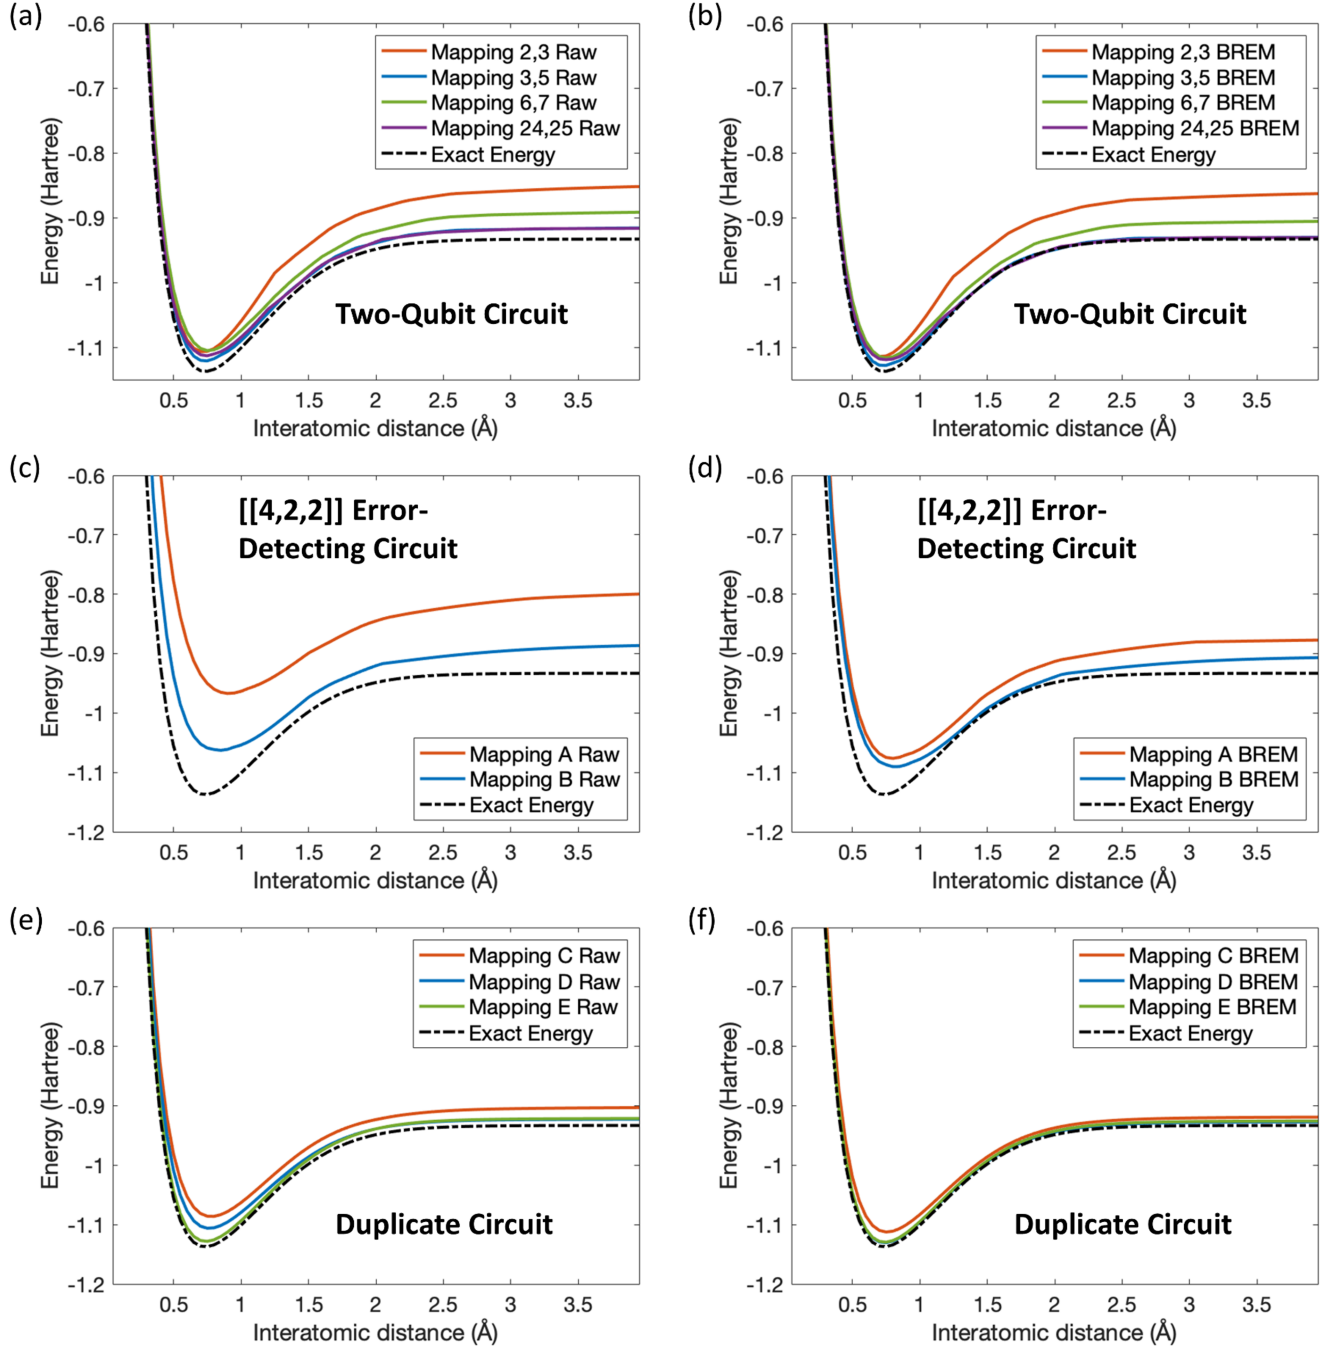 (a)
-0.6
-0.7
-0.8
-0.9
-1
-1.1
Energy (Hartree)
Mapping 2,3 Raw
Mapping 3,5 Raw
Mapping 6,7 Raw
Mapping 24,25 Raw
Exact Energy
Two-Qubit Circuit
0.5 1 1.5 2 2.5 3 3.5
Interatomic distance (Å)
(b)
-0.6
-0.7
-0.8
-0.9
-1
-1.1
Energy (Hartree)
Mapping 2,3 BREM
Mapping 3,5 BREM
Mapping 6,7 BREM
Mapping 24,25 BREM
Exact Energy
Two-Qubit Circuit
0.5 1 1.5 2 2.5 3 3.5
Interatomic distance (Å)
(c)
-0.6
-0.7
-0.8
-0.9
-1
-1.1
-1.2
Energy (Hartree)
[[4,2,2]] Error-
Detecting Circuit
Mapping A Raw
Mapping B Raw
Exact Energy
0.5 1 1.5 2 2.5 3 3.5
Interatomic distance (Å)
(d)
-0.6
-0.7
-0.8
-0.9
-1
-1.1
-1.2
Energy (Hartree)
[[4,2,2]] Error-
Detecting Circuit
Mapping A BREM
Mapping B BREM
Exact Energy
0.5 1 1.5 2 2.5 3 3.5
Interatomic distance (Å)
(e)
-0.6
-0.7
-0.8
-0.9
-1
-1.1
-1.2
Energy (Hartree)
Mapping C Raw
Mapping D Raw
Mapping E Raw
Exact Energy
Duplicate Circuit
0.5 1 1.5 2 2.5 3 3.5
Interatomic distance (Å)
(f)
-0.6
-0.7
-0.8
-0.9
-1
-1.1
-1.2
Energy (Hartree)
Mapping C BREM
Mapping D BREM
Mapping E BREM
Exact Energy
Duplicate Circuit
0.5 1 1.5 2 2.5 3 3.5
Interatomic distance (Å)